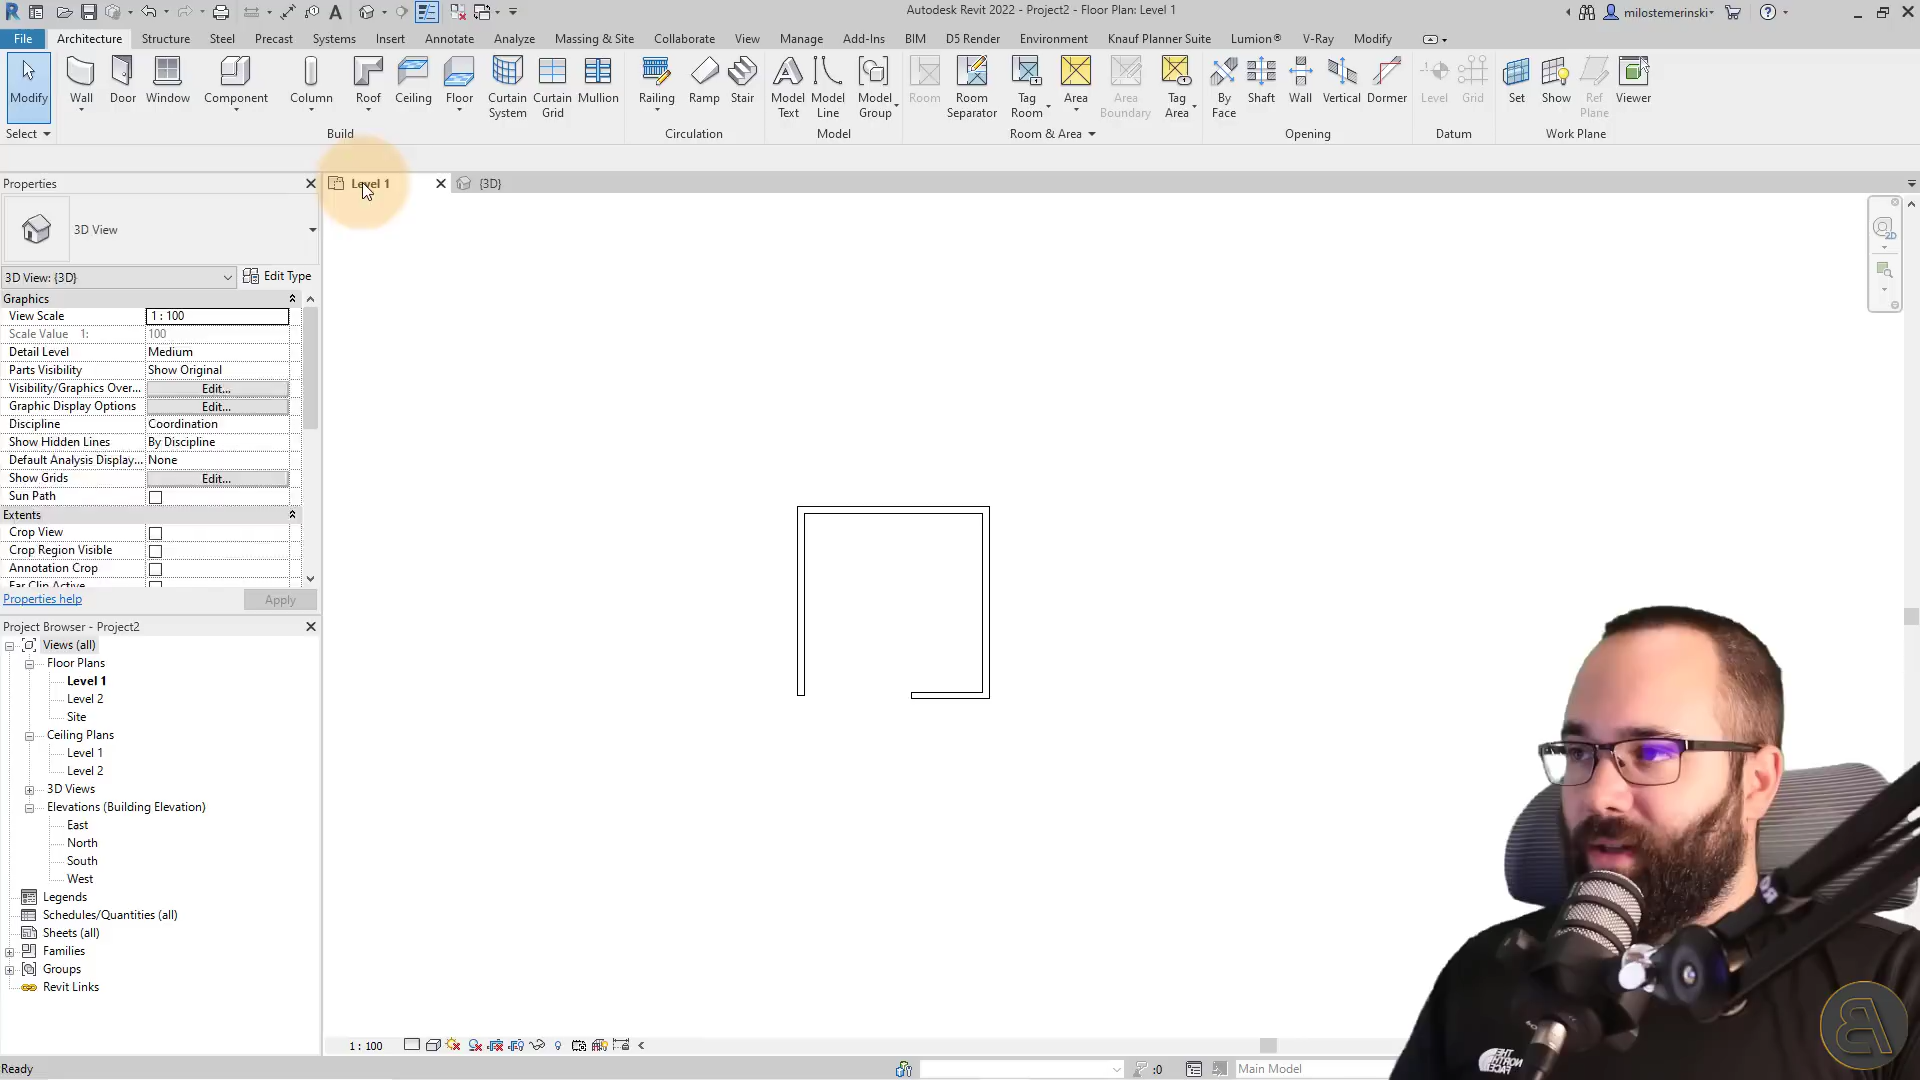 Autodesk Revit 2022 - Project2 - Floor Plan: Level 1
milostemerinski
File Architecture Structure Steel Precast Systems Insert Annotate Analyze Massing & Site Collaborate View Manage Add-Ins BIM D5 Render Environment Knauf Planner Suite Lumion® V-Ray Modify
Modify Wall Door Window Component Column Roof Ceiling Floor Curtain System Curtain Grid Mullion Railing Ramp Stair Model Text Model Line Model Group Room Room Separator Tag Room Area Area Boundary Tag Area By Face Shaft Wall Vertical Dormer Level Grid Set Show Ref Plane Viewer
Select Build Circulation Model Room & Area Opening Datum Work Plane
Properties
Level 1
{3D}
3D View
3D View: {3D}
Edit Type
Graphics
View Scale 1 : 100
Scale Value 1: 100
Detail Level Medium
Parts Visibility Show Original
Visibility/Graphics Over... Edit...
Graphic Display Options Edit...
Discipline Coordination
Show Hidden Lines By Discipline
Default Analysis Display... None
Show Grids Edit...
Sun Path
Extents
Crop View
Crop Region Visible
Annotation Crop
Far Clip Active
Properties help
Apply
Project Browser - Project2
Views (all)
Floor Plans
Level 1
Level 2
Site
Ceiling Plans
Level 1
Level 2
3D Views
Elevations (Building Elevation)
East
North
South
West
Legends
Schedules/Quantities (all)
Sheets (all)
Families
Groups
Revit Links
2D
1 : 100
Ready
:0
Main Model
THE NORTH FACE